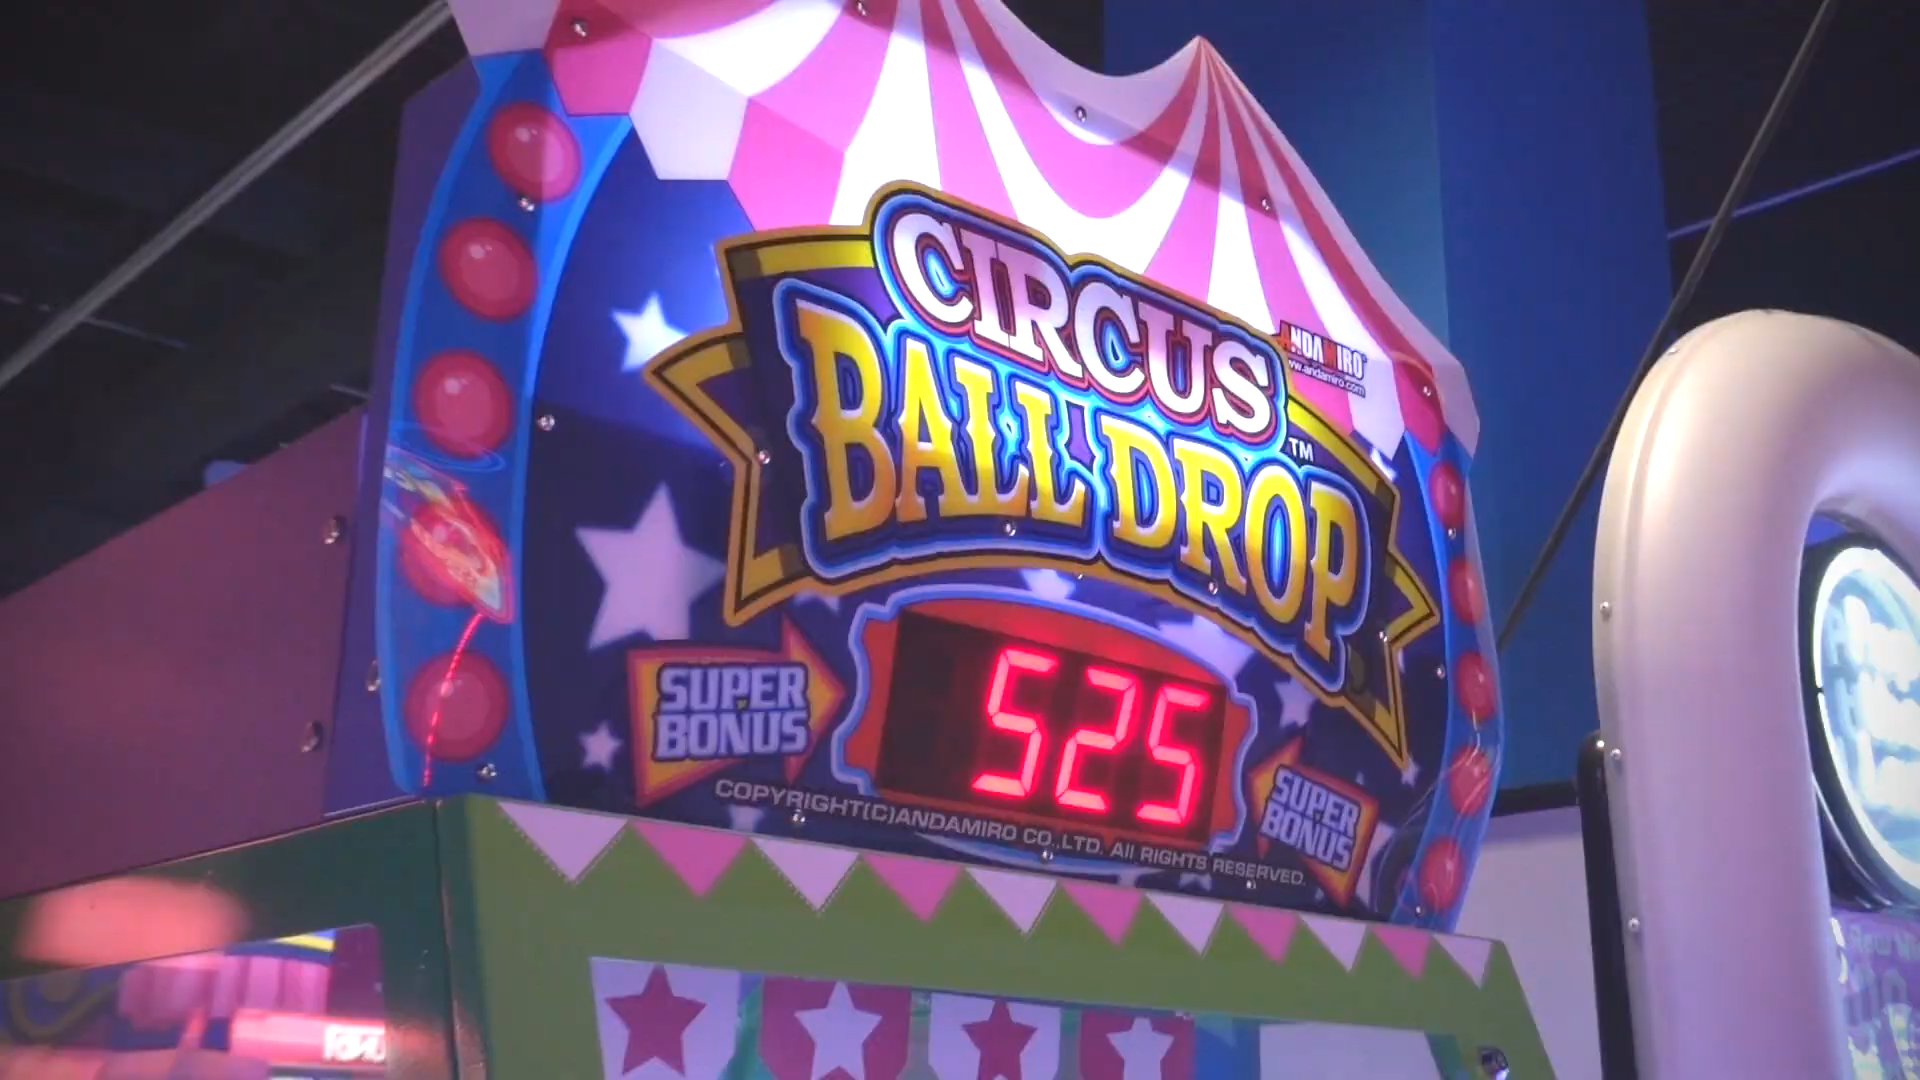 CIRCUS
ANDAMIRO
www.andamiro.com
BALL DROP
TM
525
SUPER
BONUS
SUPER
BONUS
COPYRIGHT(C)ANDAMIRO CO.,LTD. All RIGHTS RESERVED.